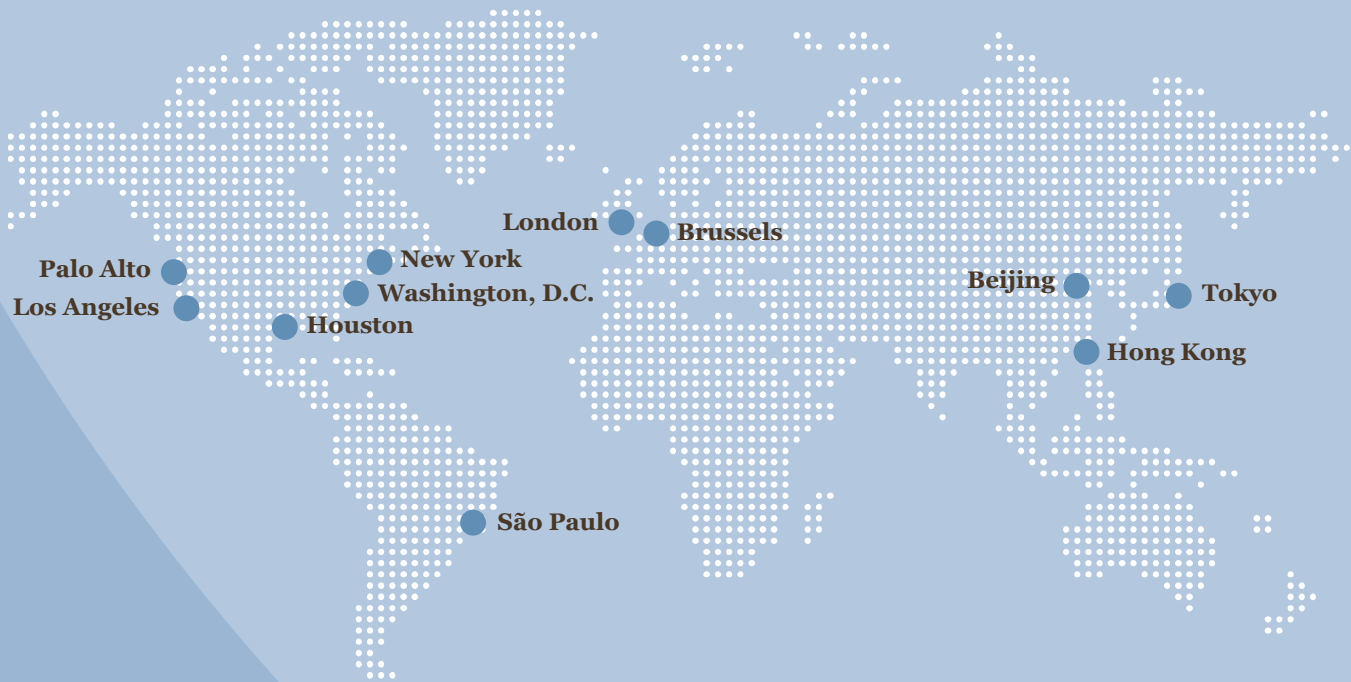 London
Brussels
New York
Palo Alto
Beijing
Washington, D.C.
Tokyo
Los Angeles
Houston
Hong Kong
São Paulo